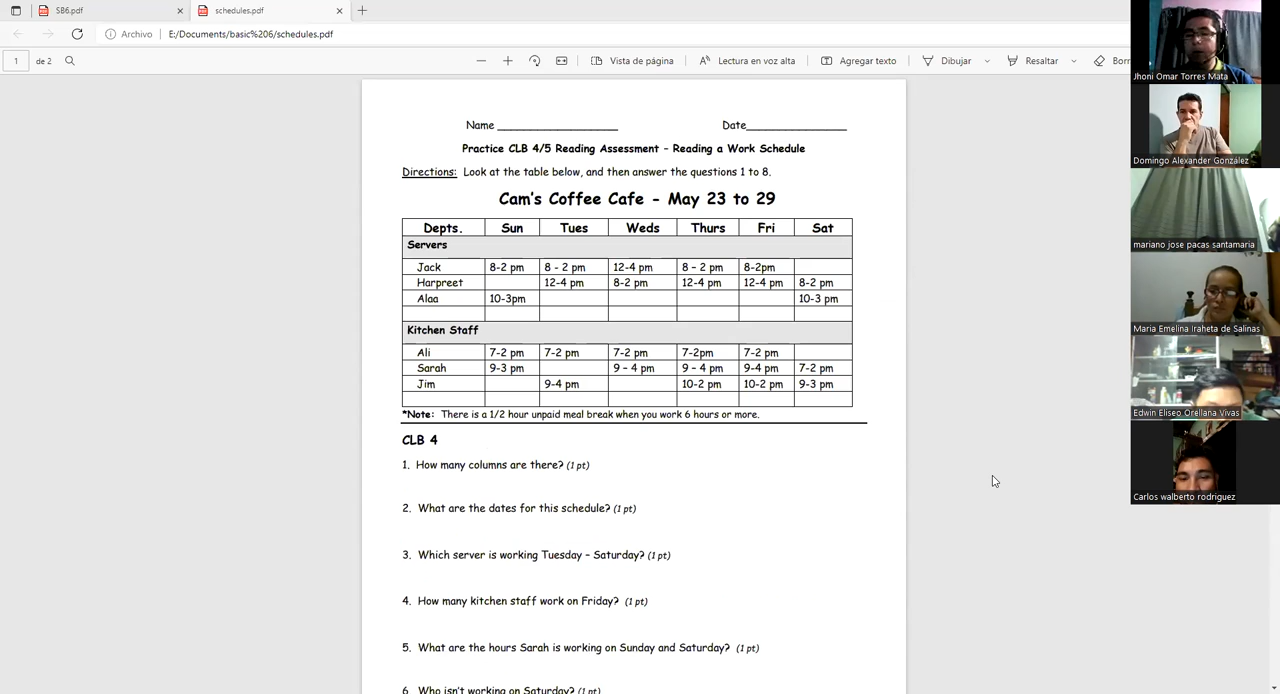 SB6.pdf
schedules.pdf
Archivo E:/Documents/basic%206/schedules.pdf
1 de 2 Vista de página Lectura en voz alta Agregar texto Dibujar Resaltar Borr
Name __________________ Date_______________
Practice CLB 4/5 Reading Assessment – Reading a Work Schedule
Directions: Look at the table below, and then answer the questions 1 to 8.
Cam's Coffee Cafe - May 23 to 29
Depts. Sun Tues Weds Thurs Fri Sat
Servers
Jack 8-2 pm 8 – 2 pm 12-4 pm 8 – 2 pm 8-2pm
Harpreet 12-4 pm 8-2 pm 12-4 pm 12-4 pm 8-2 pm
Alaa 10-3pm 10-3 pm
Kitchen Staff
Ali 7-2 pm 7-2 pm 7-2 pm 7-2pm 7-2 pm
Sarah 9-3 pm 9 – 4 pm 9 – 4 pm 9-4 pm 7-2 pm
Jim 9-4 pm 10-2 pm 10-2 pm 9-3 pm
*Note: There is a 1/2 hour unpaid meal break when you work 6 hours or more.
CLB 4
1. How many columns are there? (1 pt)
2. What are the dates for this schedule? (1 pt)
3. Which server is working Tuesday – Saturday? (1 pt)
4. How many kitchen staff work on Friday? (1 pt)
5. What are the hours Sarah is working on Sunday and Saturday? (1 pt)
6. Who isn't working on Saturday? (1 pt)
Jhoni Omar Torres Mata
Domingo Alexander González
mariano jose pacas santamaria
Maria Emelina Iraheta de Salinas
Edwin Eliseo Orellana Vivas
Carlos walberto rodriguez